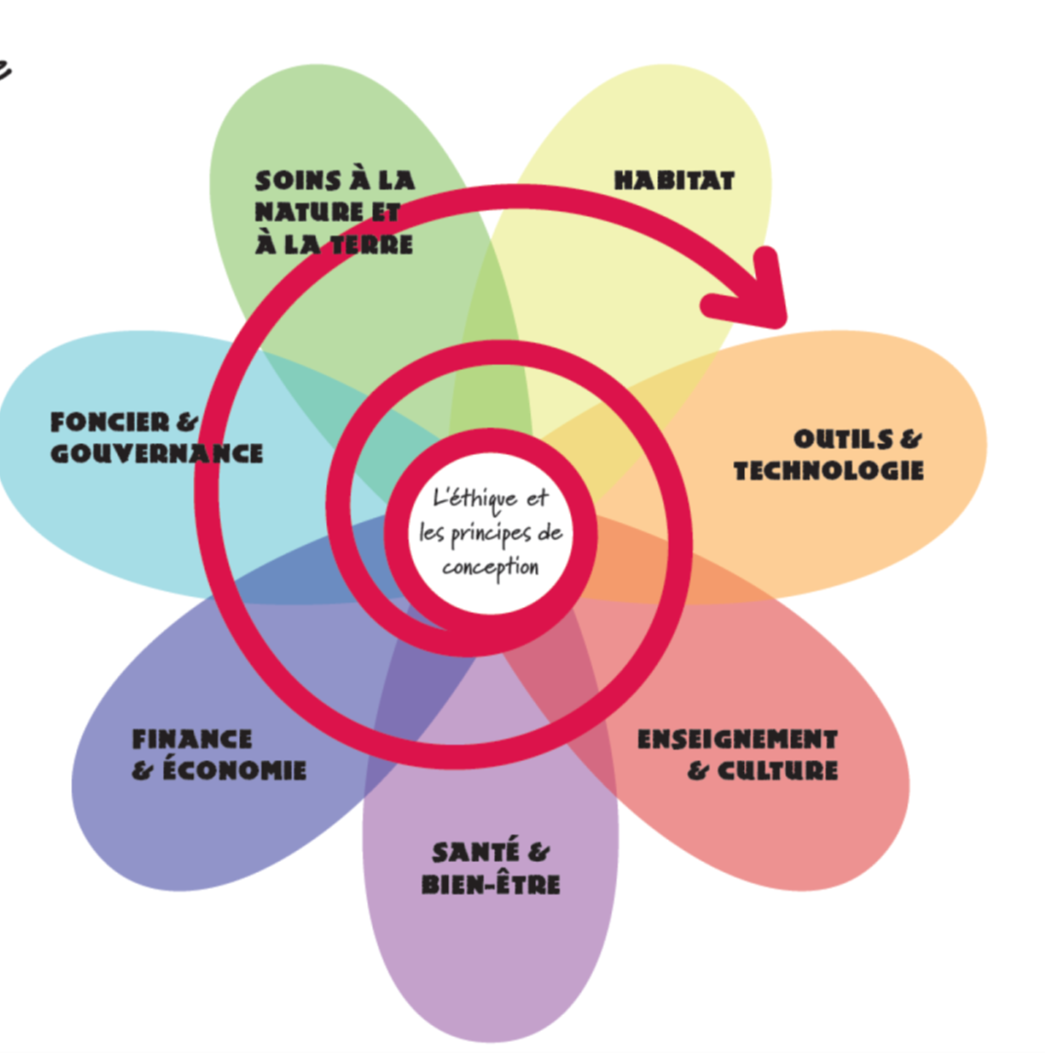 SOINS À LA
NATURE ET
À LA TERRE
HABITAT
FONCIER &
GOUVERNANCE
OUTILS &
TECHNOLOGIE
L'éthique et
les principes de
conception
FINANCE
& ÉCONOMIE
ENSEIGNEMENT
& CULTURE
SANTÉ &
BIEN-ÊTRE